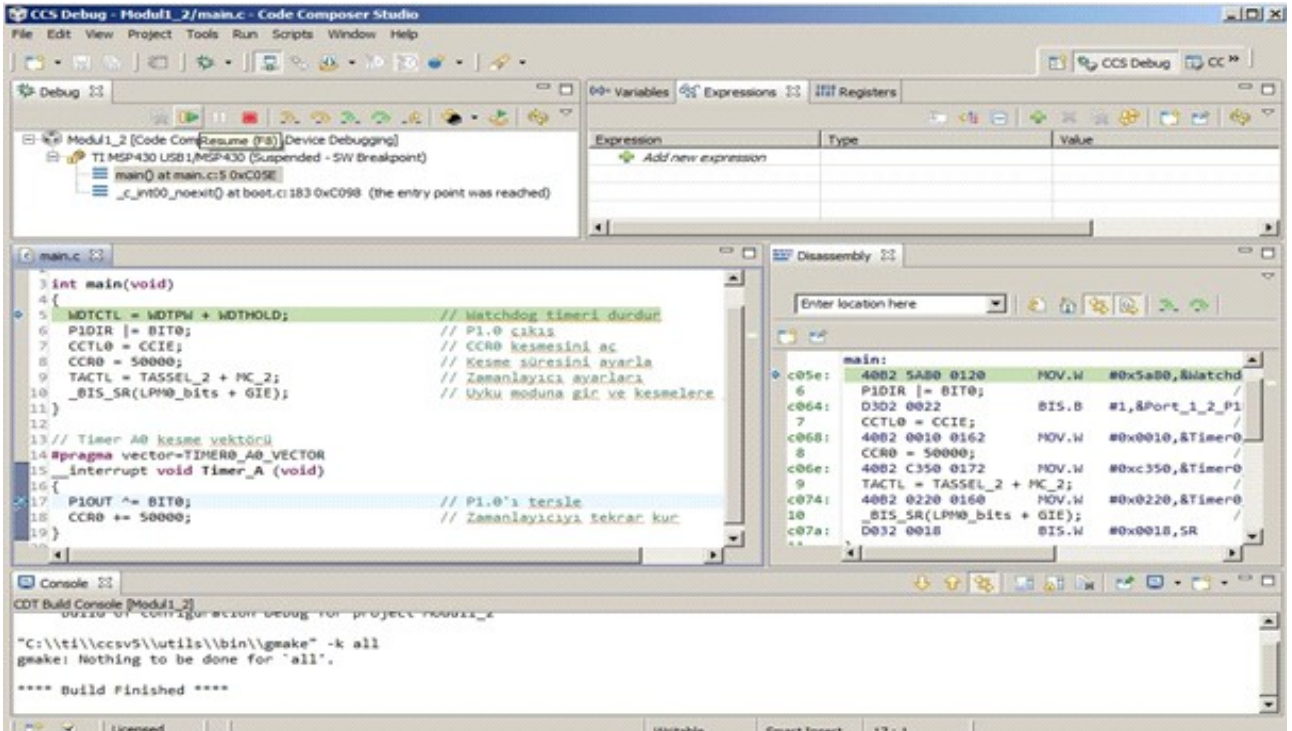 CCS Debug - Modul1_2/main.c - Code Composer Studio
File Edit View Project Tools Run Scripts Window Help
CCS Debug CC »
Debug
Modul1_2 [Code Com Resume (F8) Device Debugging]
TI MSP430 USB1/MSP430 (Suspended - SW Breakpoint)
main() at main.c:5 0xC05E
_c_int00_noexit() at boot.c:183 0xC098 (the entry point was reached)
(x)= Variables Expressions Registers
Expression Type Value
Add new expression
main.c
3 int main(void)
4 {
5 WDTCTL = WDTPW + WDTHOLD; // Watchdog timeri durdur
6 P1DIR |= BIT0; // P1.0 çıkış
7 CCTL0 = CCIE; // CCR0 kesmesini aç
8 CCR0 = 50000; // Kesme süresini ayarla
9 TACTL = TASSEL_2 + MC_2; // Zamanlayıcı ayarları
10 _BIS_SR(LPM0_bits + GIE); // Uyku moduna gir ve kesmelere
11 }
12
13 // Timer A0 kesme vektörü
14 #pragma vector=TIMER0_A0_VECTOR
15 __interrupt void Timer_A (void)
16 {
17 P1OUT ^= BIT0; // P1.0'ı tersle
18 CCR0 += 50000; // Zamanlayıcıyı tekrar kur
19 }
Disassembly
Enter location here
main:
c05e: 40B2 5A80 0120 MOV.W #0x5a80,&Watchd
6 P1DIR |= BIT0; /
c064: D3D2 0022 BIS.B #1,&Port_1_2_P1
7 CCTL0 = CCIE; /
c068: 40B2 0010 0162 MOV.W #0x0010,&Timer0
8 CCR0 = 50000; /
c06e: 40B2 C350 0172 MOV.W #0xc350,&Timer0
9 TACTL = TASSEL_2 + MC_2; /
c074: 40B2 0220 0160 MOV.W #0x0220,&Timer0
10 _BIS_SR(LPM0_bits + GIE); /
c07a: D032 0018 BIS.W #0x0018,SR
Console
CDT Build Console [Modul1_2]
Build of configuration Debug for project Modul1_2
"C:\\ti\\ccsv5\\utils\\bin\\gmake" -k all
gmake: Nothing to be done for `all'.
**** Build Finished ****
Licensed Writable Smart Insert 17 : 1